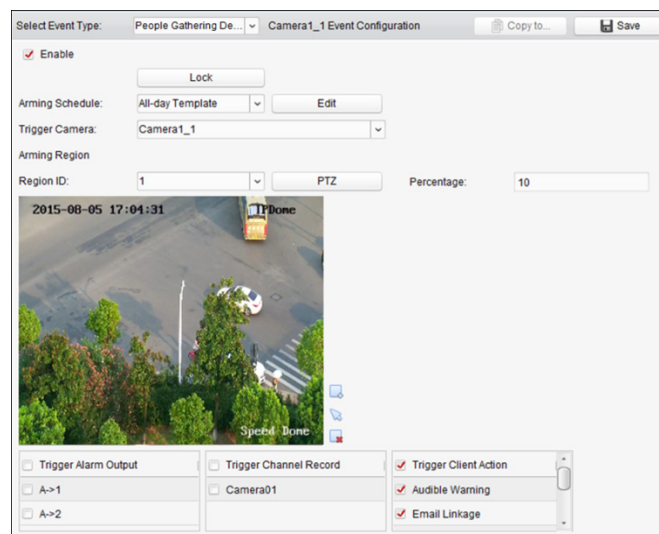 Select Event Type: People Gathering De... Camera1_1 Event Configuration Copy to... Save
Enable
Lock
Arming Schedule: All-day Template Edit
Trigger Camera: Camera1_1
Arming Region
Region ID: 1 PTZ Percentage: 10
2015-08-05 17:04:31 IPDome
Speed Dome
Trigger Alarm Output Trigger Channel Record Trigger Client Action
A->1 Camera01 Audible Warning
A->2 Email Linkage